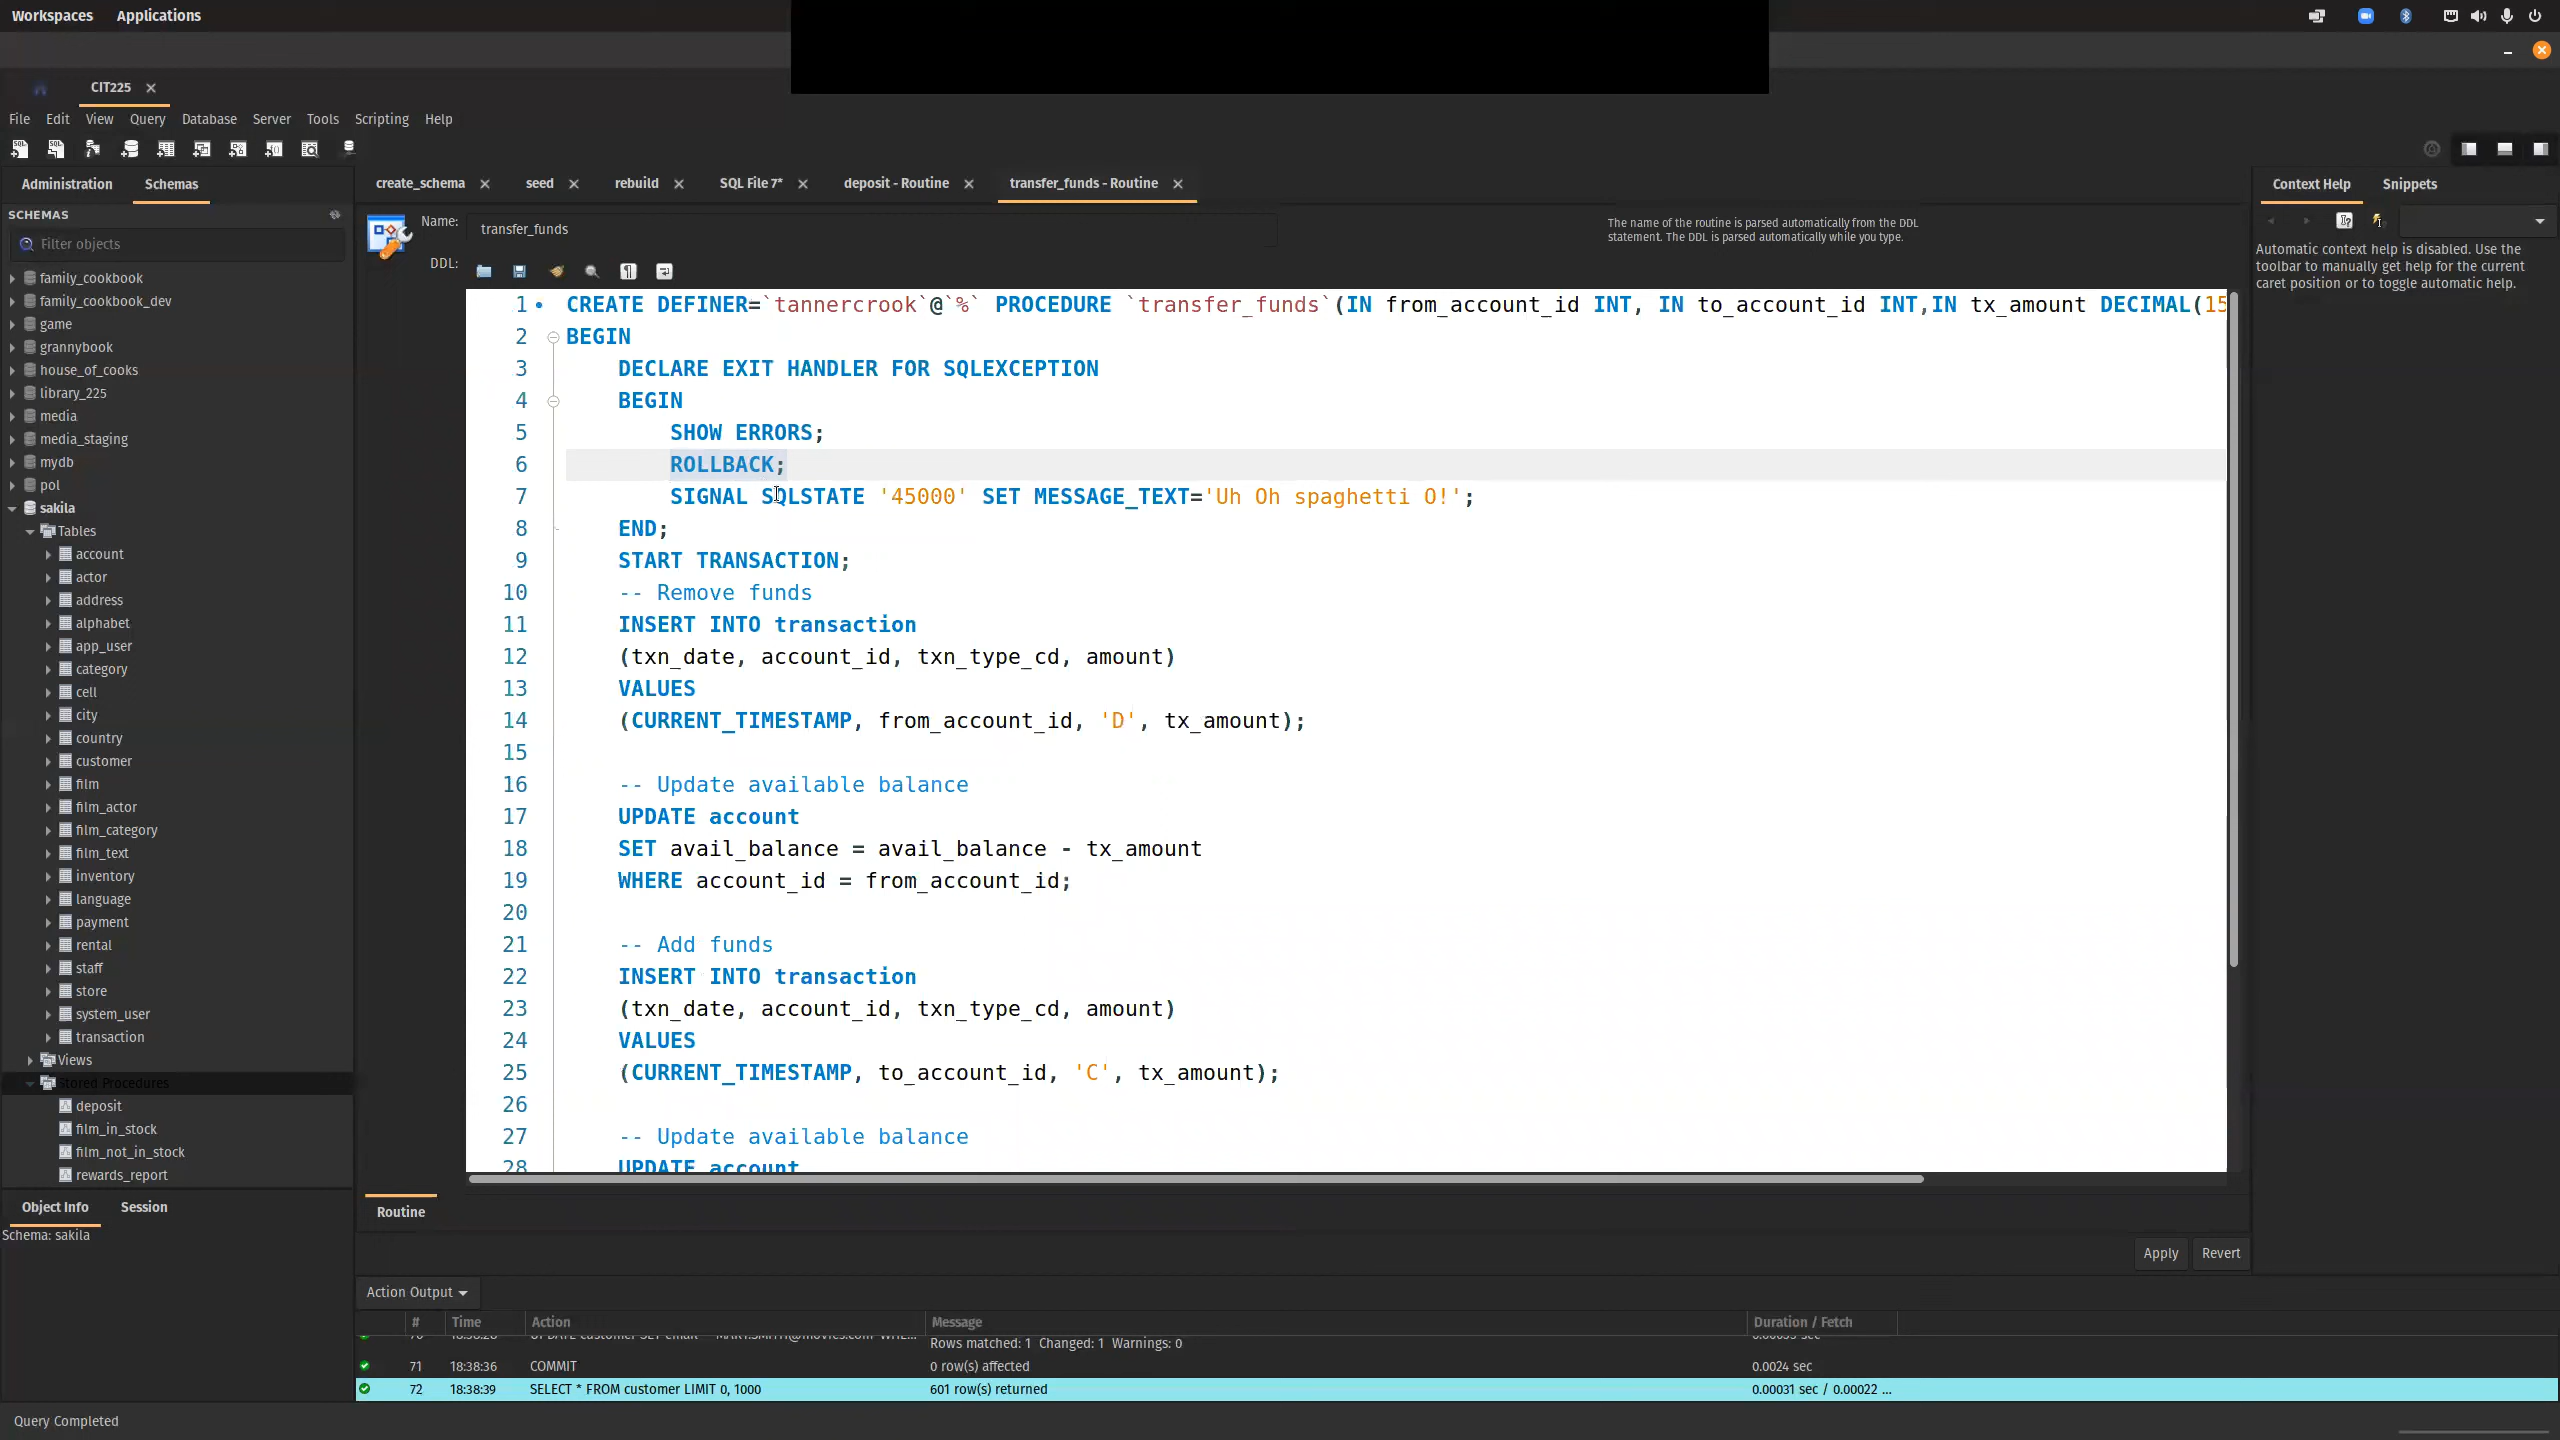 Workspaces Applications
CIT225
File Edit View Query Database Server Tools Scripting Help
Administration Schemas
create_schema seed rebuild SQL File 7* deposit - Routine transfer_funds - Routine
Context Help Snippets
SCHEMAS
Filter objects
family_cookbook
family_cookbook_dev
game
grannybook
house_of_cooks
library_225
media
media_staging
mydb
pol
sakila
Tables
account
actor
address
alphabet
app_user
category
cell
city
country
customer
film
film_actor
film_category
film_text
inventory
language
payment
rental
staff
store
system_user
transaction
Views
Stored Procedures
deposit
film_in_stock
film_not_in_stock
rewards_report
Object Info Session
Schema: sakila
Name: transfer_funds
The name of the routine is parsed automatically from the DDL
statement. The DDL is parsed automatically while you type.
DDL:
1 CREATE DEFINER=`tannercrook`@`%` PROCEDURE `transfer_funds`(IN from_account_id INT, IN to_account_id INT,IN tx_amount DECIMAL(15
2 BEGIN
3 DECLARE EXIT HANDLER FOR SQLEXCEPTION
4 BEGIN
5 SHOW ERRORS;
6 ROLLBACK;
7 SIGNAL SQLSTATE '45000' SET MESSAGE_TEXT='Uh Oh spaghetti O!';
8 END;
9 START TRANSACTION;
10 -- Remove funds
11 INSERT INTO transaction
12 (txn_date, account_id, txn_type_cd, amount)
13 VALUES
14 (CURRENT_TIMESTAMP, from_account_id, 'D', tx_amount);
15
16 -- Update available balance
17 UPDATE account
18 SET avail_balance = avail_balance - tx_amount
19 WHERE account_id = from_account_id;
20
21 -- Add funds
22 INSERT INTO transaction
23 (txn_date, account_id, txn_type_cd, amount)
24 VALUES
25 (CURRENT_TIMESTAMP, to_account_id, 'C', tx_amount);
26
27 -- Update available balance
28 UPDATE account
Automatic context help is disabled. Use the
toolbar to manually get help for the current
caret position or to toggle automatic help.
Routine
Apply Revert
Action Output
# Time Action Message Duration / Fetch
Rows matched: 1 Changed: 1 Warnings: 0
71 18:38:36 COMMIT 0 row(s) affected 0.0024 sec
72 18:38:39 SELECT * FROM customer LIMIT 0, 1000 601 row(s) returned 0.00031 sec / 0.00022 ...
Query Completed